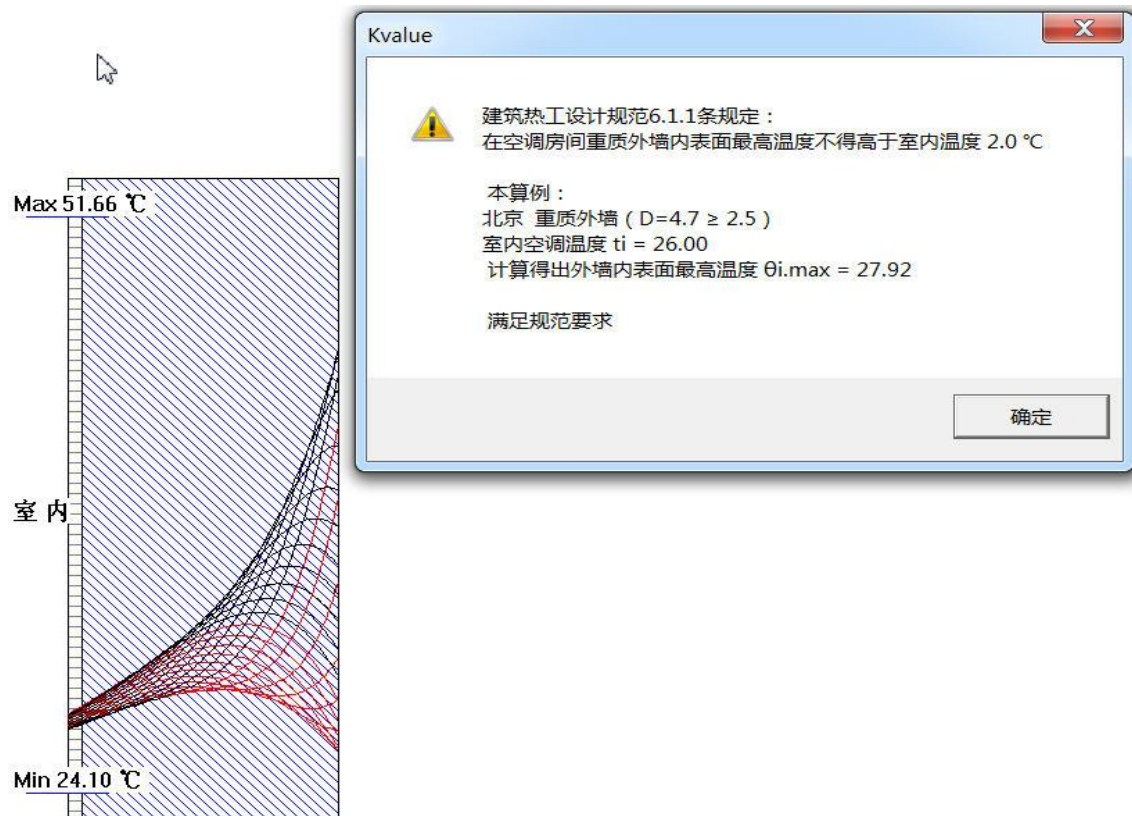 Kvalue
建筑热工设计规范6.1.1条规定：
在空调房间重质外墙内表面最高温度不得高于室内温度 2.0 ℃
本算例：
北京 重质外墙（D=4.7 ≥ 2.5）
室内空调温度 ti = 26.00
计算得出外墙内表面最高温度 θi.max = 27.92
满足规范要求
确定
Max 51.66 ℃
室 内
Min 24.10 ℃